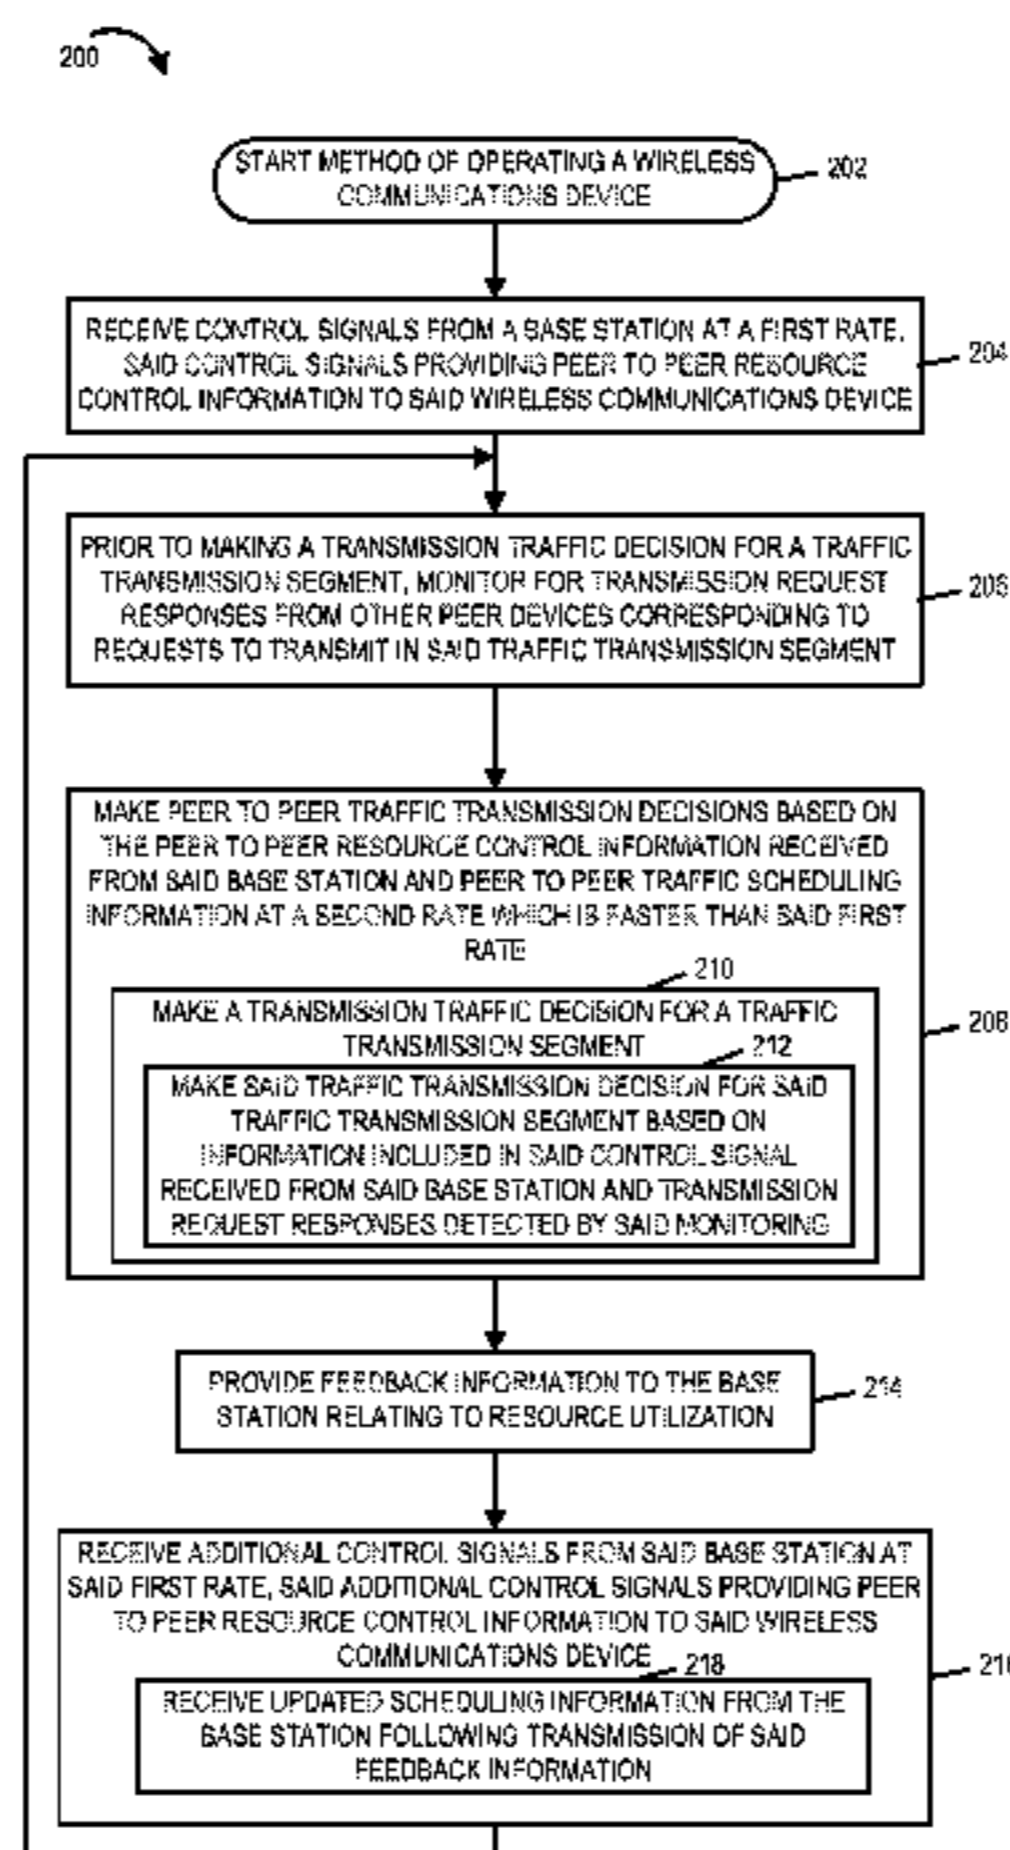 200
START METHOD OF OPERATING A WIRELESS
COMMUNICATIONS DEVICE
202
RECEIVE CONTROL SIGNALS FROM A BASE STATION AT A FIRST RATE,
SAID CONTROL SIGNALS PROVIDING PEER TO PEER RESOURCE
CONTROL INFORMATION TO SAID WIRELESS COMMUNICATIONS DEVICE
204
PRIOR TO MAKING A TRANSMISSION TRAFFIC DECISION FOR A TRAFFIC
TRANSMISSION SEGMENT, MONITOR FOR TRANSMISSION REQUEST
RESPONSES FROM OTHER PEER DEVICES CORRESPONDING TO
REQUESTS TO TRANSMIT IN SAID TRAFFIC TRANSMISSION SEGMENT
206
MAKE PEER TO PEER TRAFFIC TRANSMISSION DECISIONS BASED ON
THE PEER TO PEER RESOURCE CONTROL INFORMATION RECEIVED
FROM SAID BASE STATION AND PEER TO PEER TRAFFIC SCHEDULING
INFORMATION AT A SECOND RATE WHICH IS FASTER THAN SAID FIRST
RATE
210
MAKE A TRANSMISSION TRAFFIC DECISION FOR A TRAFFIC
TRANSMISSION SEGMENT
208
212
MAKE SAID TRAFFIC TRANSMISSION DECISION FOR SAID
TRAFFIC TRANSMISSION SEGMENT BASED ON
INFORMATION INCLUDED IN SAID CONTROL SIGNAL
RECEIVED FROM SAID BASE STATION AND TRANSMISSION
REQUEST RESPONSES DETECTED BY SAID MONITORING
PROVIDE FEEDBACK INFORMATION TO THE BASE
STATION RELATING TO RESOURCE UTILIZATION
214
RECEIVE ADDITIONAL CONTROL SIGNALS FROM SAID BASE STATION AT
SAID FIRST RATE, SAID ADDITIONAL CONTROL SIGNALS PROVIDING PEER
TO PEER RESOURCE CONTROL INFORMATION TO SAID WIRELESS
COMMUNICATIONS DEVICE
218
216
RECEIVE UPDATED SCHEDULING INFORMATION FROM THE
BASE STATION FOLLOWING TRANSMISSION OF SAID
FEEDBACK INFORMATION